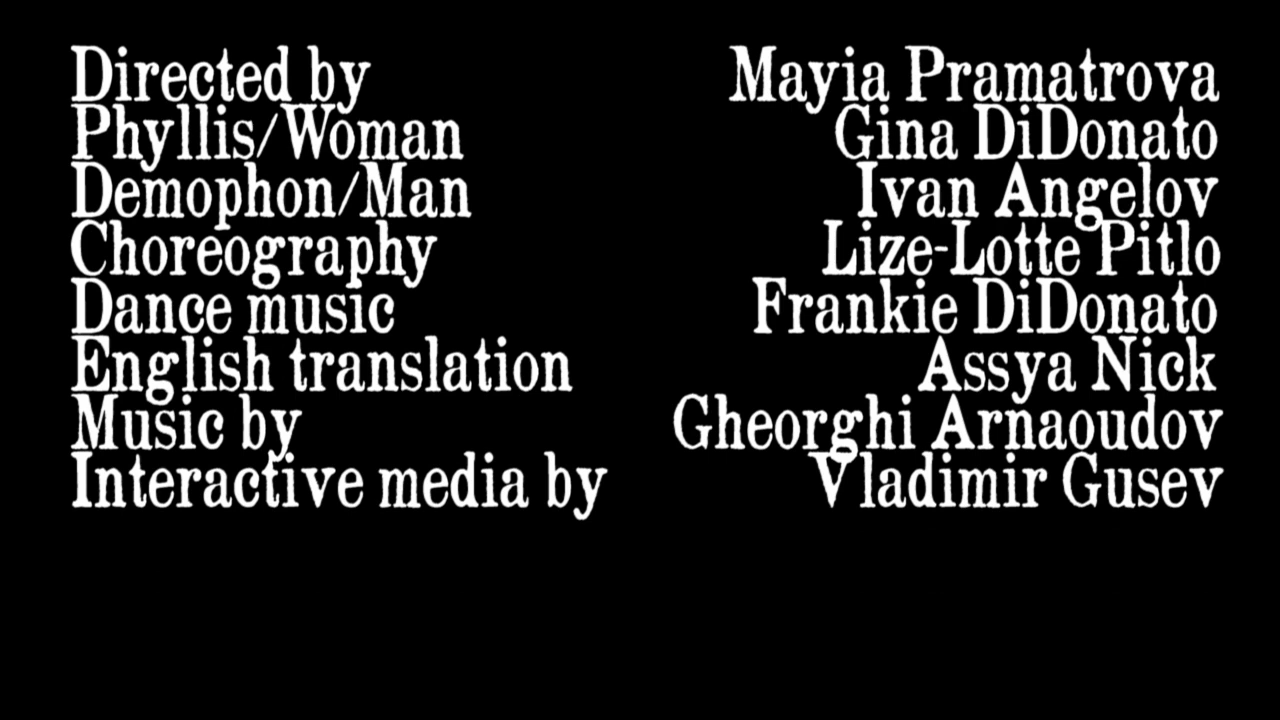 Directed by Mayia Pramatrova
Phyllis/Woman Gina DiDonato
Demophon/Man Ivan Angelov
Choreography Lize-Lotte Pitlo
Dance music Frankie DiDonato
English translation Assya Nick
Music by Gheorghi Arnaoudov
Interactive media by Vladimir Gusev